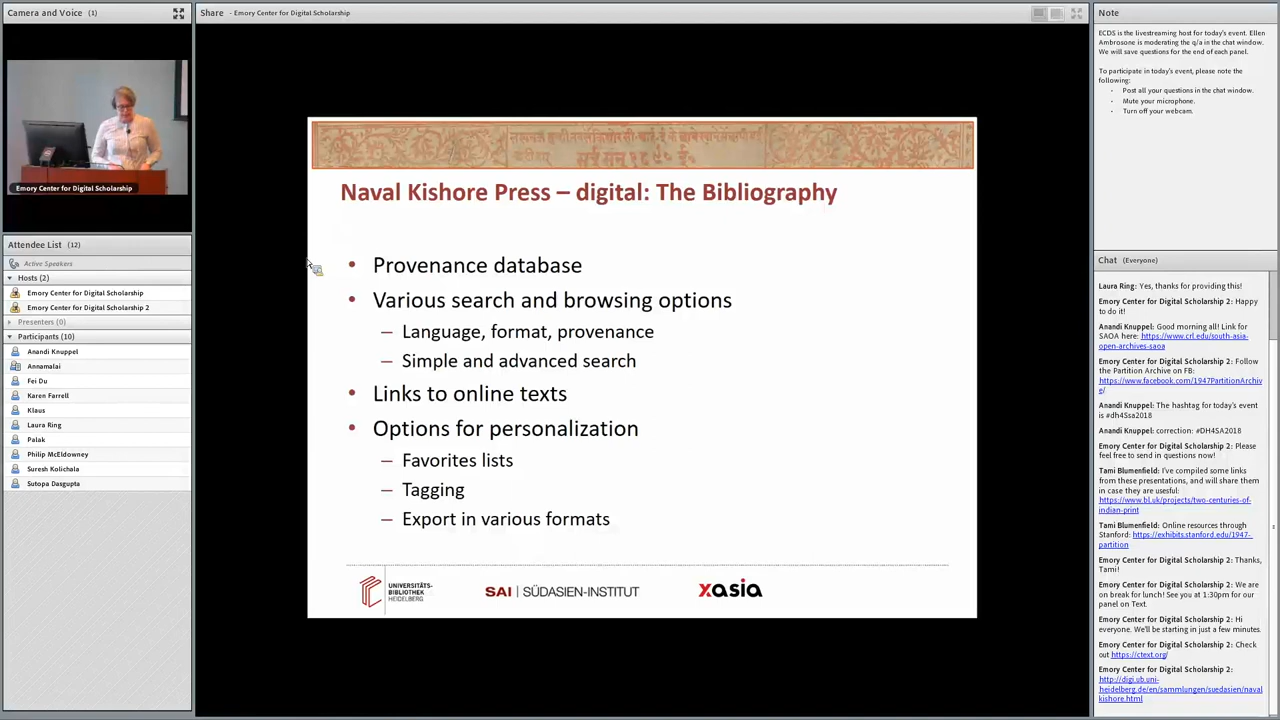 Camera and Voice (1)
Emory Center for Digital Scholarship
Attendee List (12)
Active Speakers
Hosts (2)
Emory Center for Digital Scholarship
Emory Center for Digital Scholarship 2
Presenters (0)
Participants (10)
Anandi Knuppel
Annamalai
Fei Du
Karen Farrell
Klaus
Laura Ring
Palak
Philip McEldowney
Suresh Kolichala
Sutopa Dasgupta
Share - Emory Center for Digital Scholarship
Naval Kishore Press – digital: The Bibliography
• Provenance database
• Various search and browsing options
– Language, format, provenance
– Simple and advanced search
• Links to online texts
• Options for personalization
– Favorites lists
– Tagging
– Export in various formats
UNIVERSITÄTS-
BIBLIOTHEK
HEIDELBERG
SAI | SÜDASIEN-INSTITUT
xasia
Note
ECDS is the livestreaming host for today's event. Ellen
Ambrosone is moderating the q/a in the chat window.
We will save questions for the end of each panel.
To participate in today's event, please note the
following:
• Post all your questions in the chat window.
• Mute your microphone.
• Turn off your webcam.
Chat (Everyone)
Laura Ring: Yes, thanks for providing this!
Emory Center for Digital Scholarship 2: Happy
to do it!
Anandi Knuppel: Good morning all! Link for
SAOA here: https://www.crl.edu/south-asia-
open-archives-saoa
Emory Center for Digital Scholarship 2: Follow
the Partition Archive on FB:
https://www.facebook.com/1947PartitionArchiv
e/
Anandi Knuppel: The hashtag for today's event
is #dh4Ssa2018
Anandi Knuppel: correction: #DH4SA2018
Emory Center for Digital Scholarship 2: Please
feel free to send in questions now!
Tami Blumenfield: I've compiled some links
from these presentations, and will share them
in case they are usesful:
https://www.bl.uk/projects/two-centuries-of-
indian-print
Tami Blumenfield: Online resources through
Stanford: https://exhibits.stanford.edu/1947-
partition
Emory Center for Digital Scholarship 2: Thanks,
Tami!
Emory Center for Digital Scholarship 2: We are
on break for lunch! See you at 1:30pm for our
panel on Text.
Emory Center for Digital Scholarship 2: Hi
everyone. We'll be starting in just a few minutes.
Emory Center for Digital Scholarship 2: Check
out https://ctext.org/
Emory Center for Digital Scholarship 2:
http://digi.ub.uni-
heidelberg.de/en/sammlungen/suedasien/naval
kishore.html